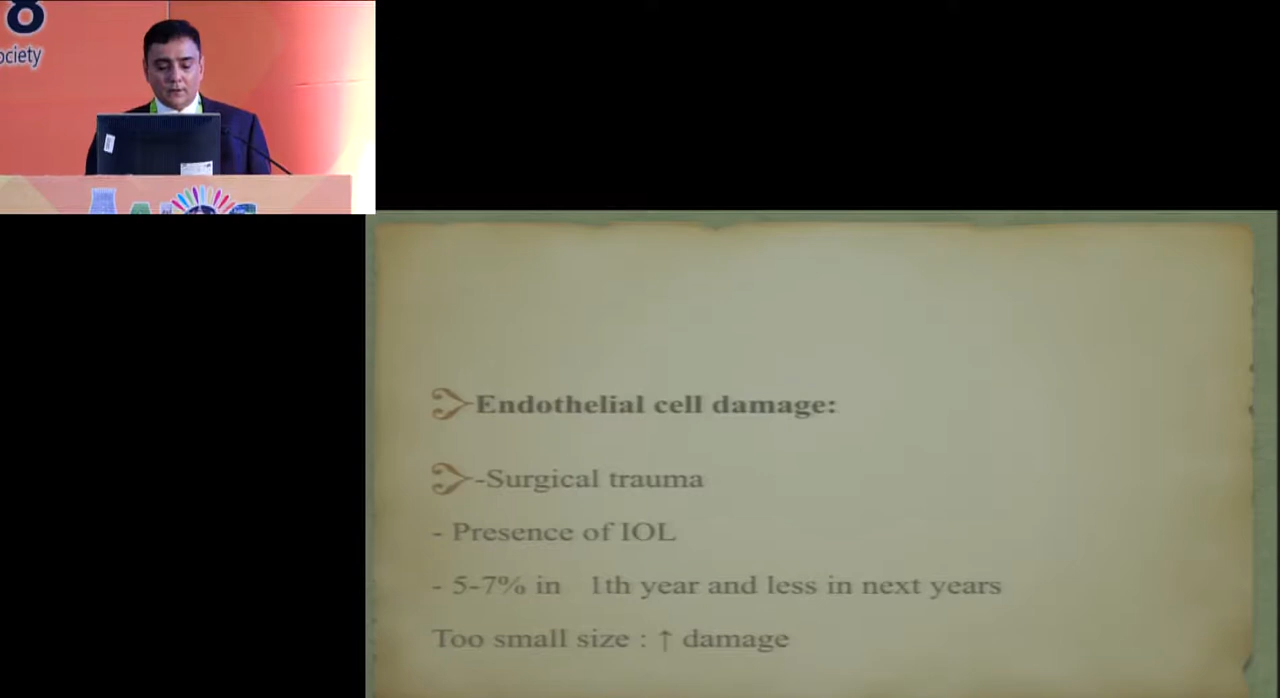 8
ociety
Endothelial cell damage:
-Surgical trauma
- Presence of IOL
- 5-7% in 1th year and less in next years
Too small size : ↑ damage